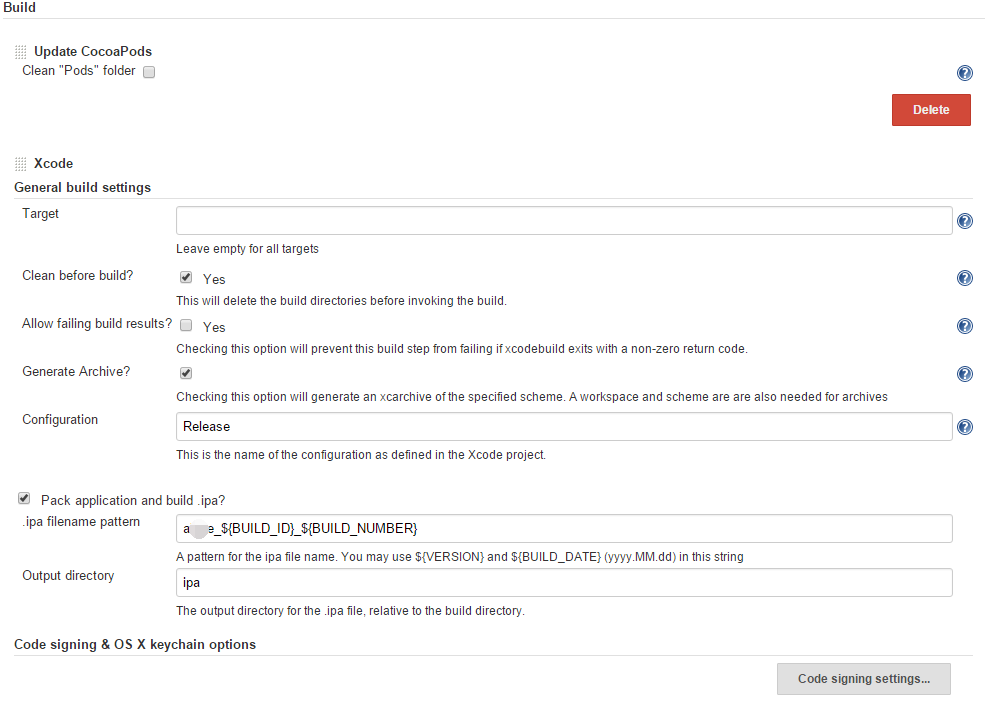 Build
Update CocoaPods
Clean "Pods" folder
Delete
Xcode
General build settings
Target
Leave empty for all targets
Clean before build?
Yes
This will delete the build directories before invoking the build.
Allow failing build results?
Yes
Checking this option will prevent this build step from failing if xcodebuild exits with a non-zero return code.
Generate Archive?
Checking this option will generate an xcarchive of the specified scheme. A workspace and scheme are are also needed for archives
Configuration
Release
This is the name of the configuration as defined in the Xcode project.
Pack application and build .ipa?
.ipa filename pattern
e_${BUILD_ID}_${BUILD_NUMBER}
A pattern for the ipa file name. You may use ${VERSION} and ${BUILD_DATE} (yyyy.MM.dd) in this string
Output directory
ipa
The output directory for the .ipa file, relative to the build directory.
Code signing & OS X keychain options
Code signing settings...